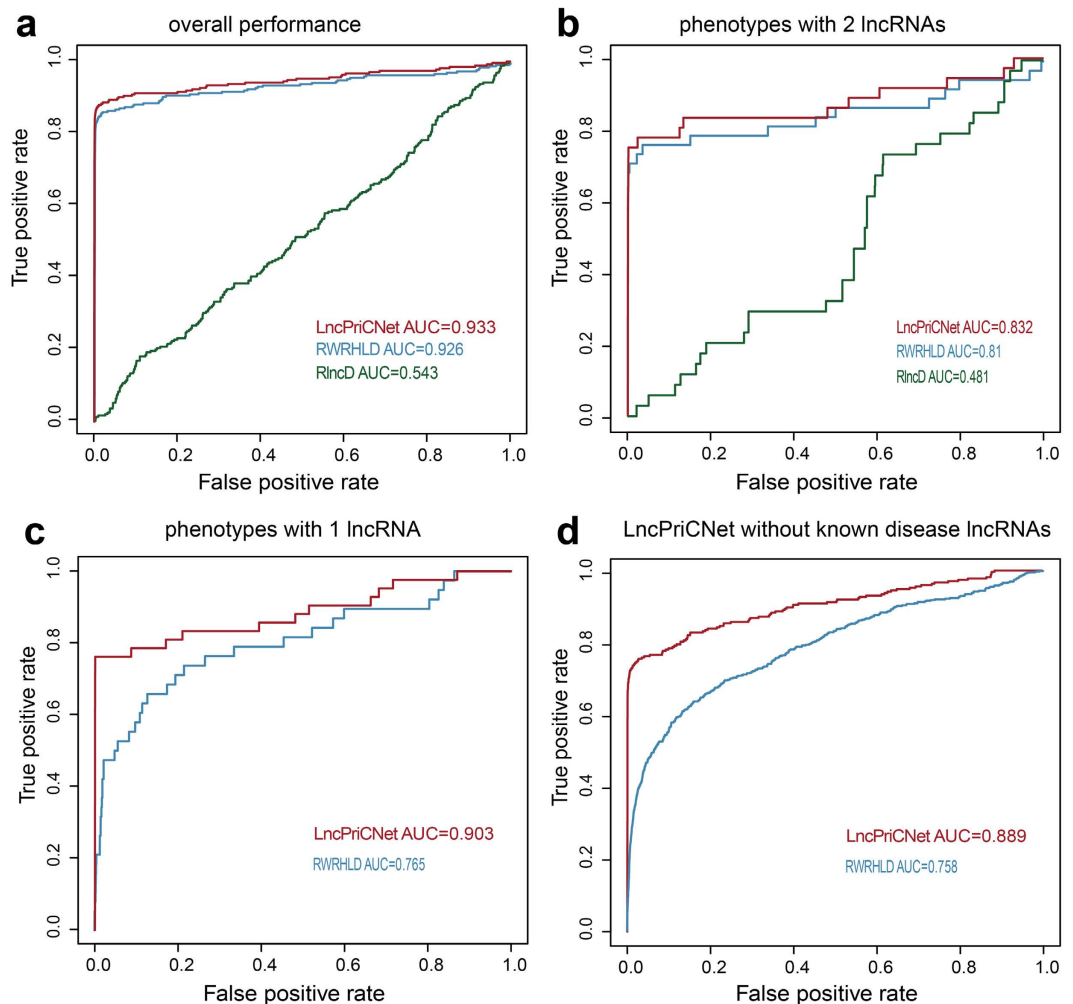 a
overall performance
True positive rate
1.0
0.8
0.6
0.4
0.2
0.0
LncPriCNet AUC=0.933
RWRHLD AUC=0.926
RlncD AUC=0.543
0.0 0.2 0.4 0.6 0.8 1.0
False positive rate
b
phenotypes with 2 lncRNAs
True positive rate
1.0
0.8
0.6
0.4
0.2
0.0
LncPriCNet AUC=0.832
RWRHLD AUC=0.81
RlncD AUC=0.481
0.0 0.2 0.4 0.6 0.8 1.0
False positive rate
c
phenotypes with 1 lncRNA
True positive rate
1.0
0.8
0.6
0.4
0.2
0.0
LncPriCNet AUC=0.903
RWRHLD AUC=0.765
0.0 0.2 0.4 0.6 0.8 1.0
False positive rate
d
LncPriCNet without known disease lncRNAs
True positive rate
1.0
0.8
0.6
0.4
0.2
0.0
LncPriCNet AUC=0.889
RWRHLD AUC=0.758
0.0 0.2 0.4 0.6 0.8 1.0
False positive rate